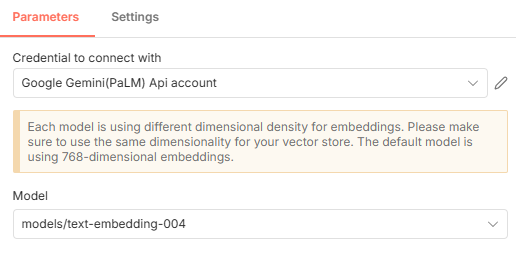 Parameters Settings
Credential to connect with
Google Gemini(PaLM) Api account
Each model is using different dimensional density for embeddings. Please make
sure to use the same dimensionality for your vector store. The default model is
using 768-dimensional embeddings.
Model
models/text-embedding-004